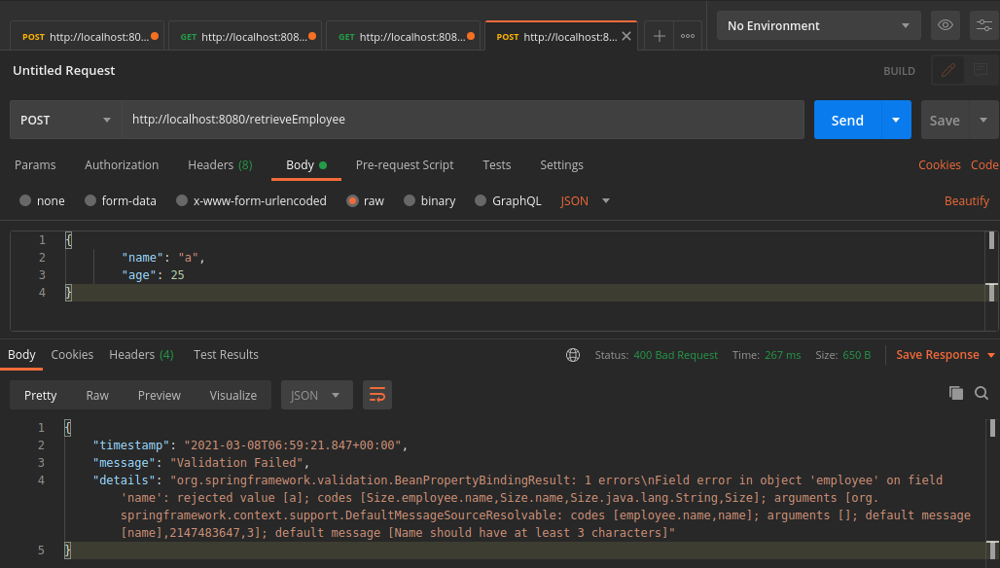 POST http://localhost:80... GET http://localhost:808... GET http://localhost:808... POST http://localhost:8... No Environment
Untitled Request BUILD
POST http://localhost:8080/retrieveEmployee Send Save
Params Authorization Headers (8) Body Pre-request Script Tests Settings Cookies Code
none form-data x-www-form-urlencoded raw binary GraphQL JSON Beautify
1 {
2 "name": "a",
3 "age": 25
4 }
Body Cookies Headers (4) Test Results Status: 400 Bad Request Time: 267 ms Size: 650 B Save Response
Pretty Raw Preview Visualize JSON
1 {
2 "timestamp": "2021-03-08T06:59:21.847+00:00",
3 "message": "Validation Failed",
4 "details": "org.springframework.validation.BeanPropertyBindingResult: 1 errors\nField error in object 'employee' on field
'name': rejected value [a]; codes [Size.employee.name,Size.name,Size.java.lang.String,Size]; arguments [org.
springframework.context.support.DefaultMessageSourceResolvable: codes [employee.name,name]; arguments []; default message
[name],2147483647,3]; default message [Name should have at least 3 characters]"
5 }